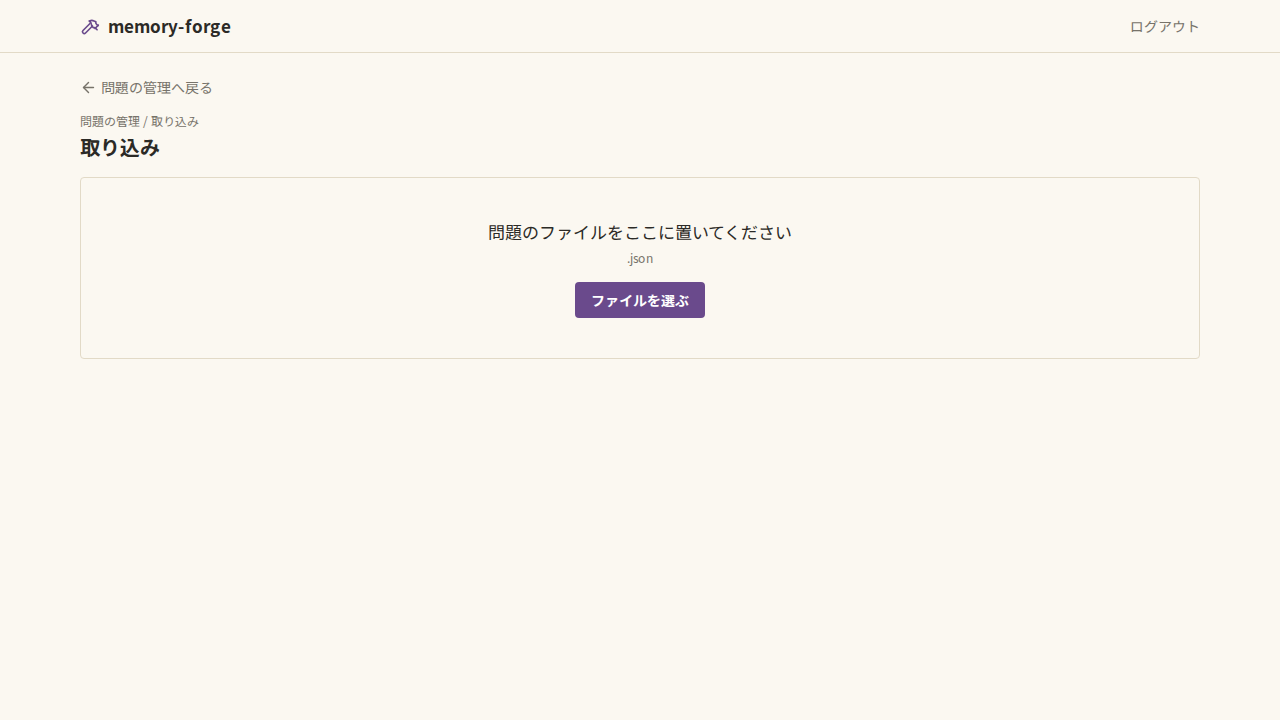 memory-forge
ログアウト
問題の管理へ戻る
問題の管理 / 取り込み
取り込み
問題のファイルをここに置いてください
.json
ファイルを選ぶ